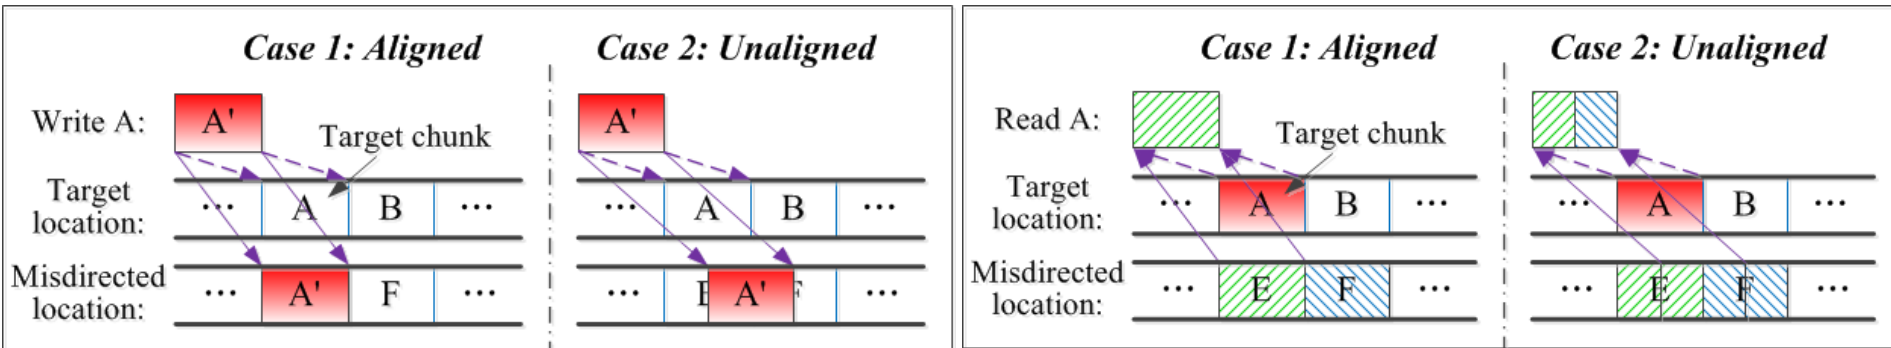 Case 1: Aligned
Case 2: Unaligned
Write A:
A'
A'
Target chunk
Target
location:
... A B ...
... A B ...
Misdirected
location:
... A' F ...
... E A' F ...
Case 1: Aligned
Case 2: Unaligned
Read A:
Target chunk
Target
location:
... A B ...
... A B ...
Misdirected
location:
... E F ...
... E F ...